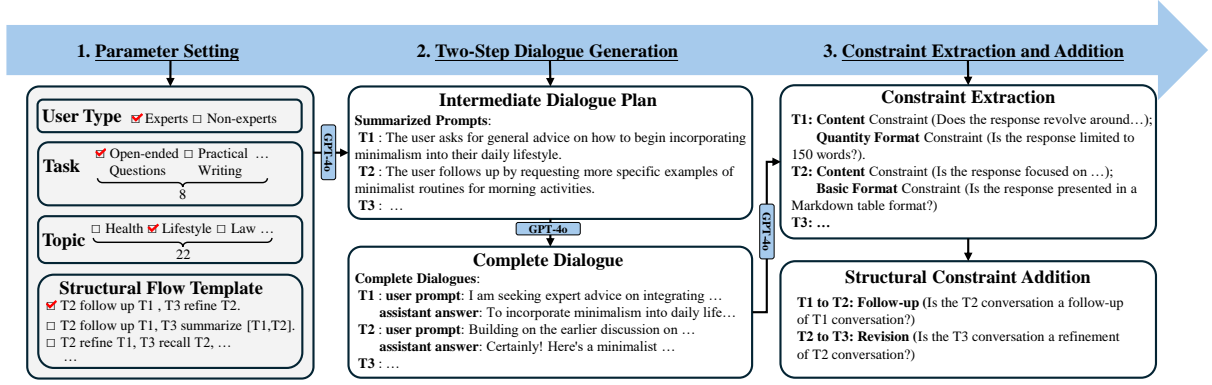 1. Parameter Setting
2. Two-Step Dialogue Generation
3. Constraint Extraction and Addition
User Type
Experts
Non-experts
Task
Open-ended Questions
Practical Writing
…
8
Topic
Health
Lifestyle
Law …
22
Structural Flow Template
T2 follow up T1 , T3 refine T2.
T2 follow up T1, T3 summarize [T1,T2].
T2 refine T1, T3 recall T2, …
…
GPT-4o
Intermediate Dialogue Plan
Summarized Prompts:
T1 : The user asks for general advice on how to begin incorporating
minimalism into their daily lifestyle.
T2 : The user follows up by requesting more specific examples of
minimalist routines for morning activities.
T3 : …
GPT-4o
Complete Dialogue
Complete Dialogues:
T1 : user prompt: I am seeking expert advice on integrating …
assistant answer: To incorporate minimalism into daily life…
T2 : user prompt: Building on the earlier discussion on …
assistant answer: Certainly! Here's a minimalist …
T3 : …
GPT-4o
Constraint Extraction
T1: Content Constraint (Does the response revolve around…);
Quantity Format Constraint (Is the response limited to
150 words?).
T2: Content Constraint (Is the response focused on …);
Basic Format Constraint (Is the response presented in a
Markdown table format?)
T3: …
Structural Constraint Addition
T1 to T2: Follow-up (Is the T2 conversation a follow-up
of T1 conversation?)
T2 to T3: Revision (Is the T3 conversation a refinement
of T2 conversation?)